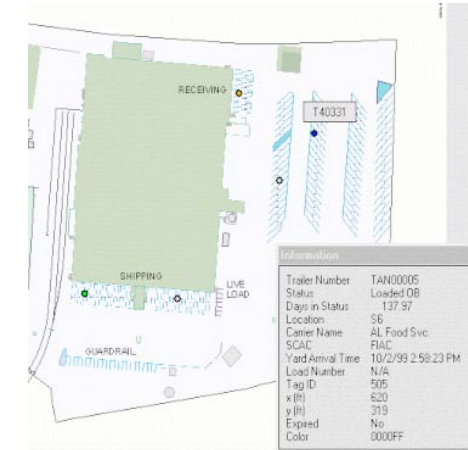 RECEIVING
T40331
SHIPPING
LIVE
LOAD
GUARDRAIL
Information
Trailer Number TAN00005
Status Loaded OB
Days in Status 137.97
Location S6
Carrier Name AL Food Svc.
SCAC FIAC
Yard Arrival Time 10/2/99 2:58:23 PM
Load Number N/A
Tag ID 505
x (ft) 620
y (ft) 319
Expired No
Color 0000FF